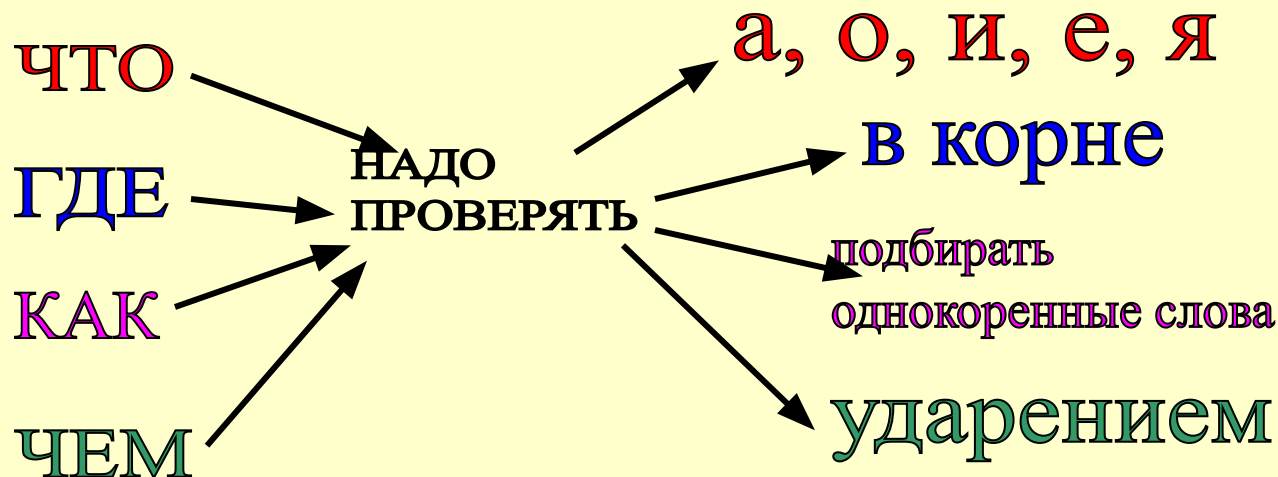 ЧТО
ГДЕ
КАК
ЧЕМ
НАДО
ПРОВЕРЯТЬ
а, о, и, е, я
в корне
подбирать
однокоренные слова
ударением